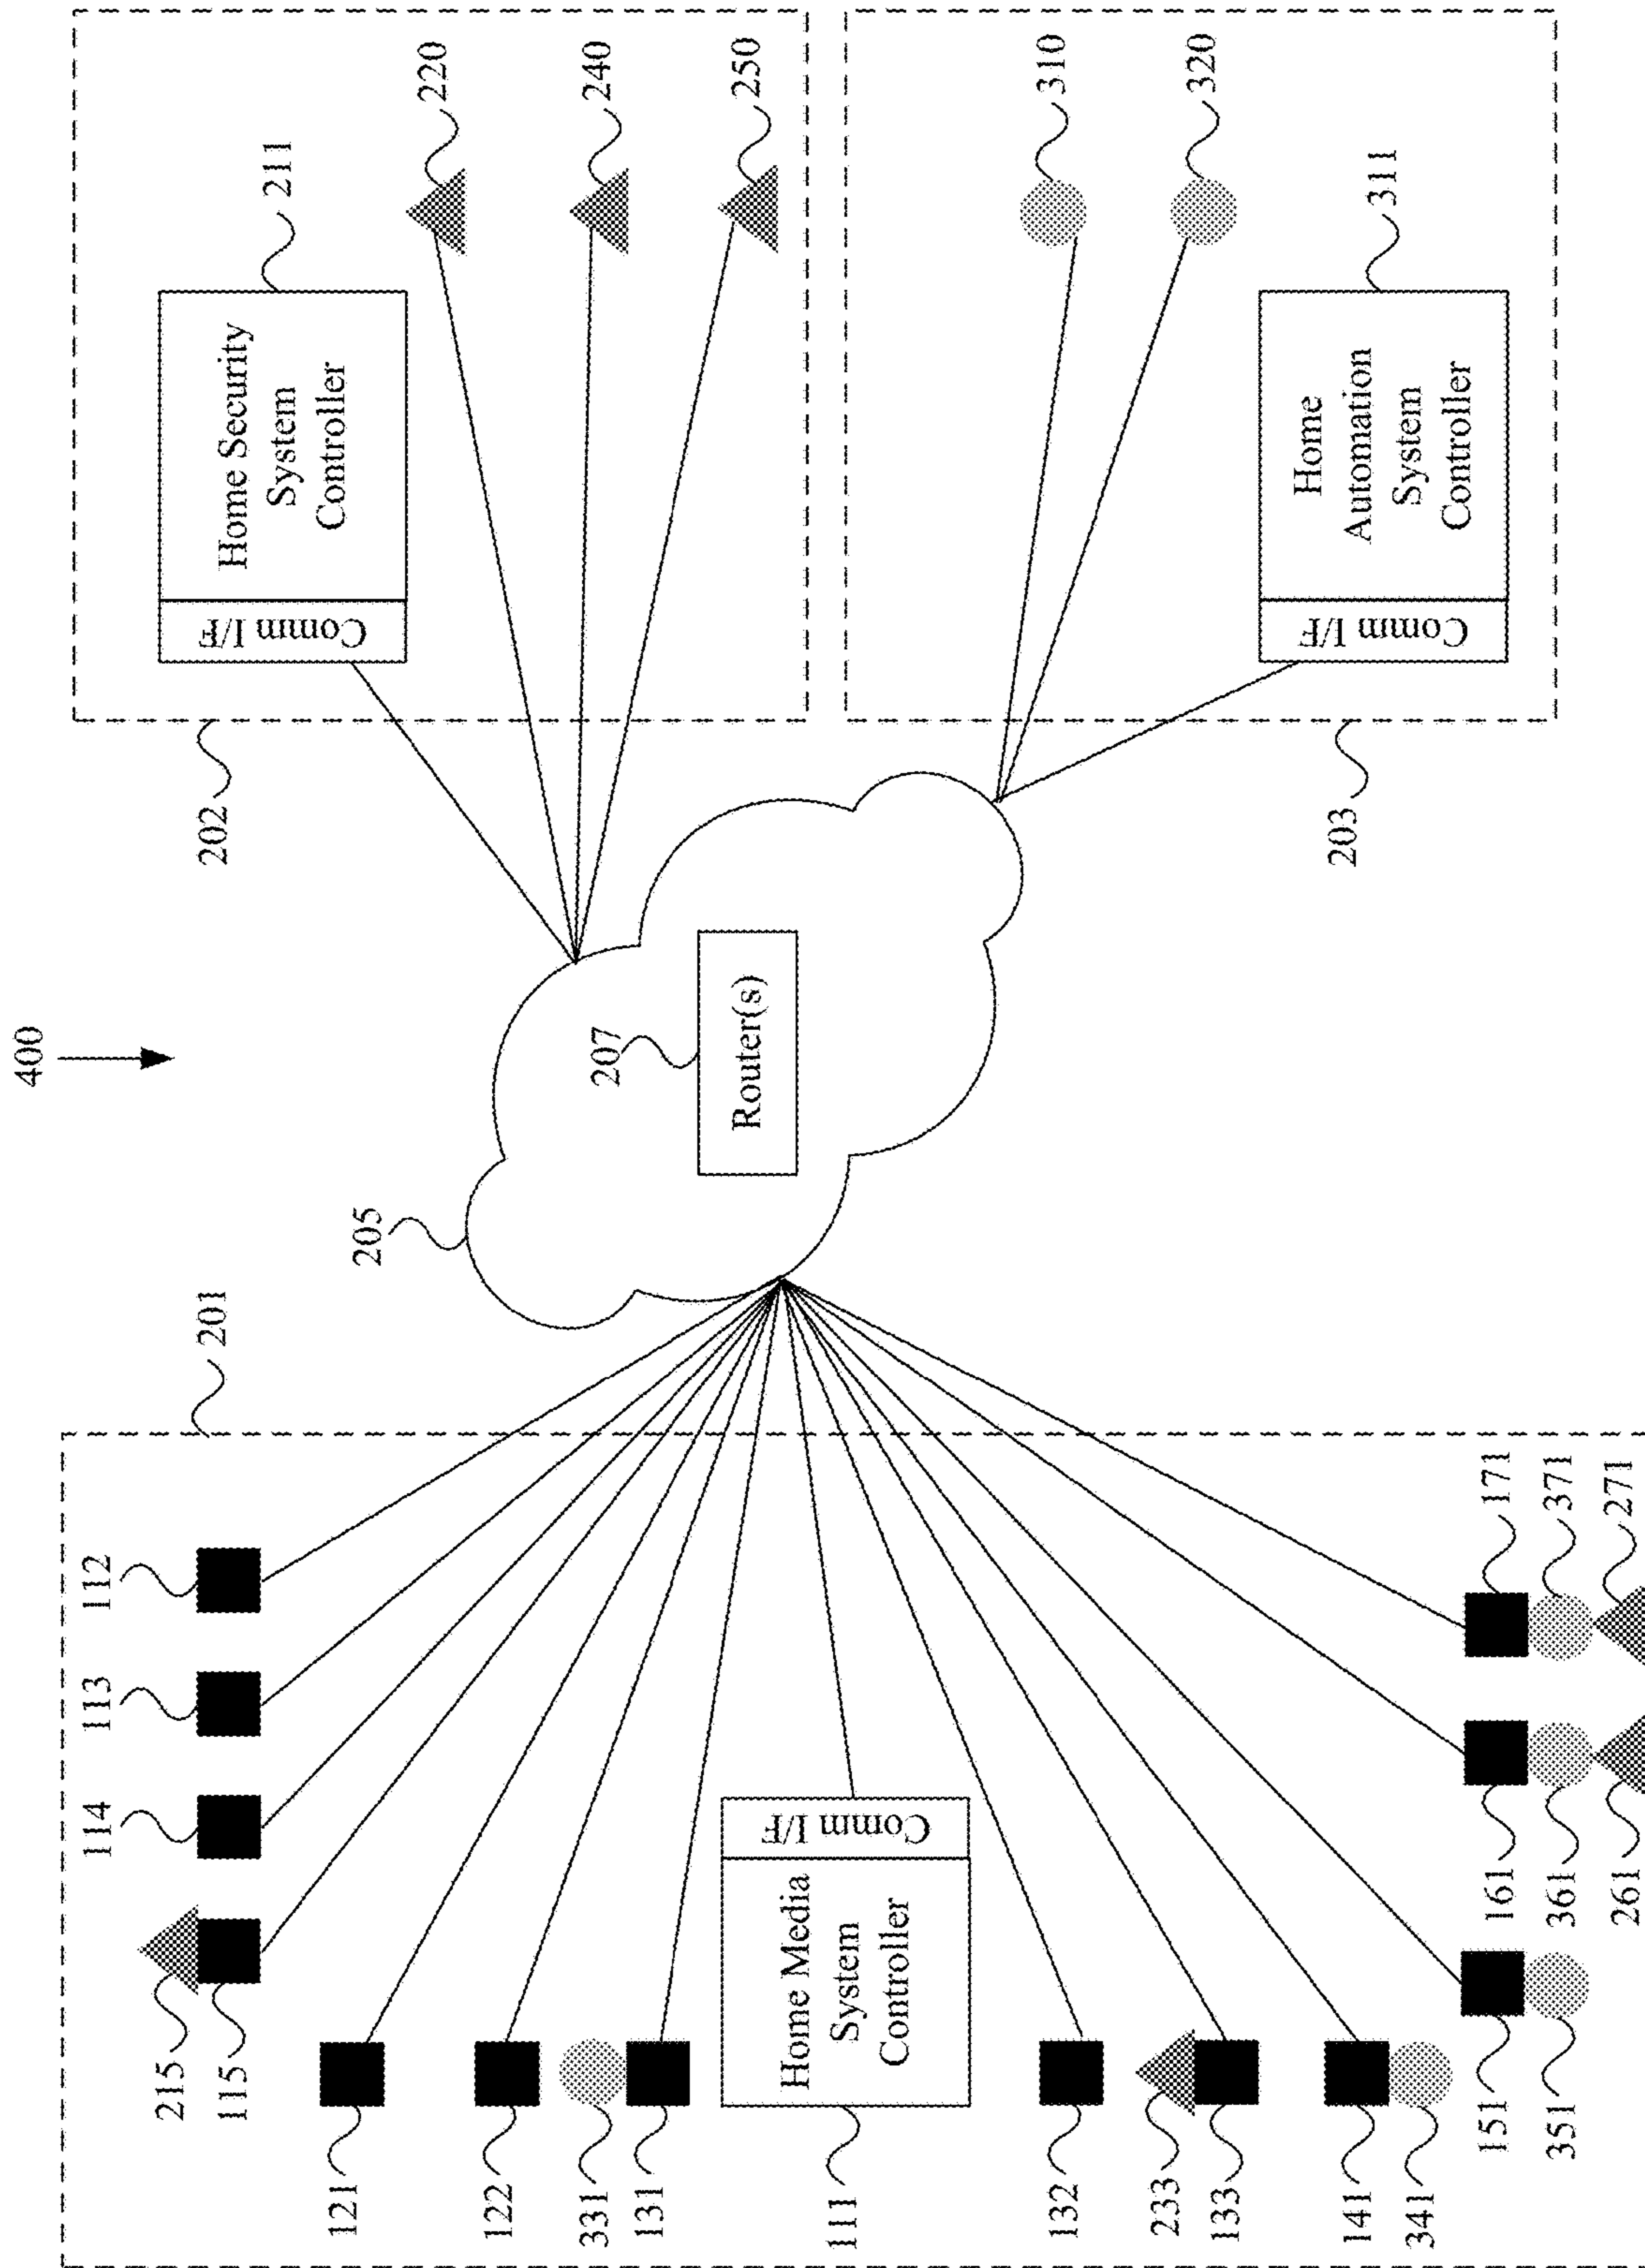 400
201
112
113
114
215
115
121
122
331
131
111
Home Media
System
Controller
Comm I/F
132
233
133
141
341
151
351
161
361
261
171
371
271
205
207
Router(s)
202
Comm I/F
Home Security
System
Controller
211
220
240
250
203
310
320
Comm I/F
Home
Automation
System
Controller
311